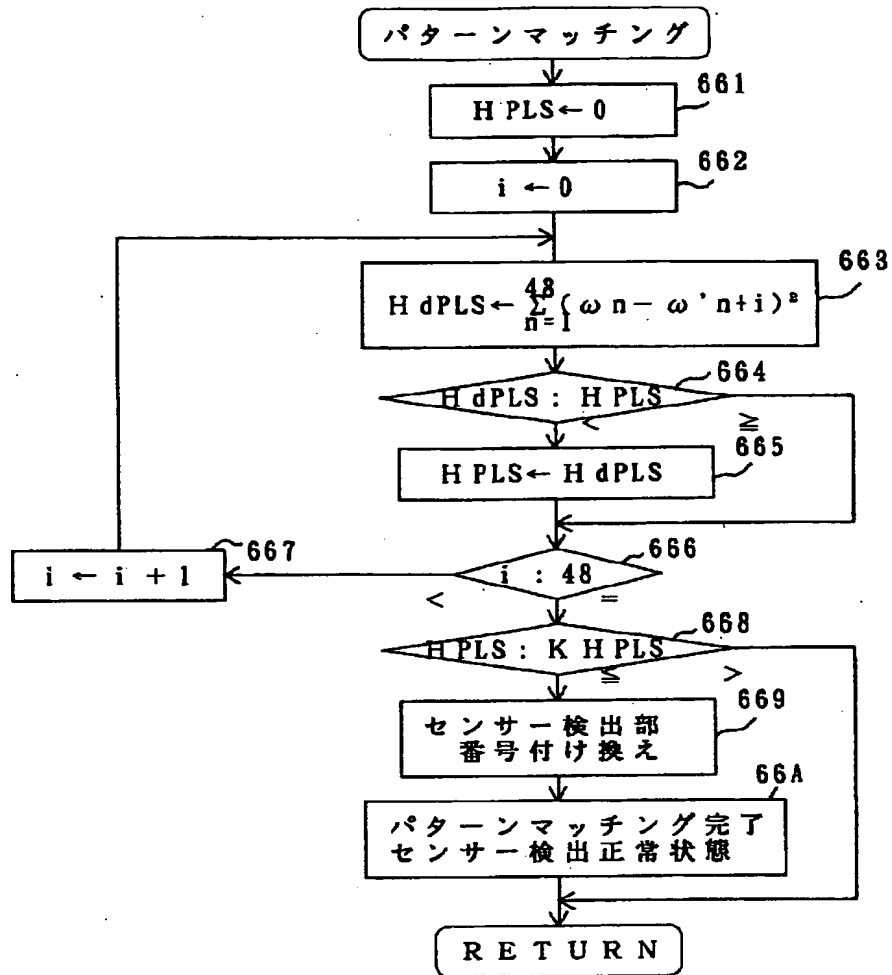 パターンマッチング
661
H PLS←0
662
i ←0
663
H dPLS← 48Σn=1 (ωn−ω'n+i)²
664
H dPLS : H PLS
< ≧
665
H PLS←H dPLS
667
i ← i + 1
666
i : 48
< =
668
H PLS : K H PLS
≦ >
669
センサー検出部
番号付け換え
66A
パターンマッチング完了
センサー検出正常状態
RETURN